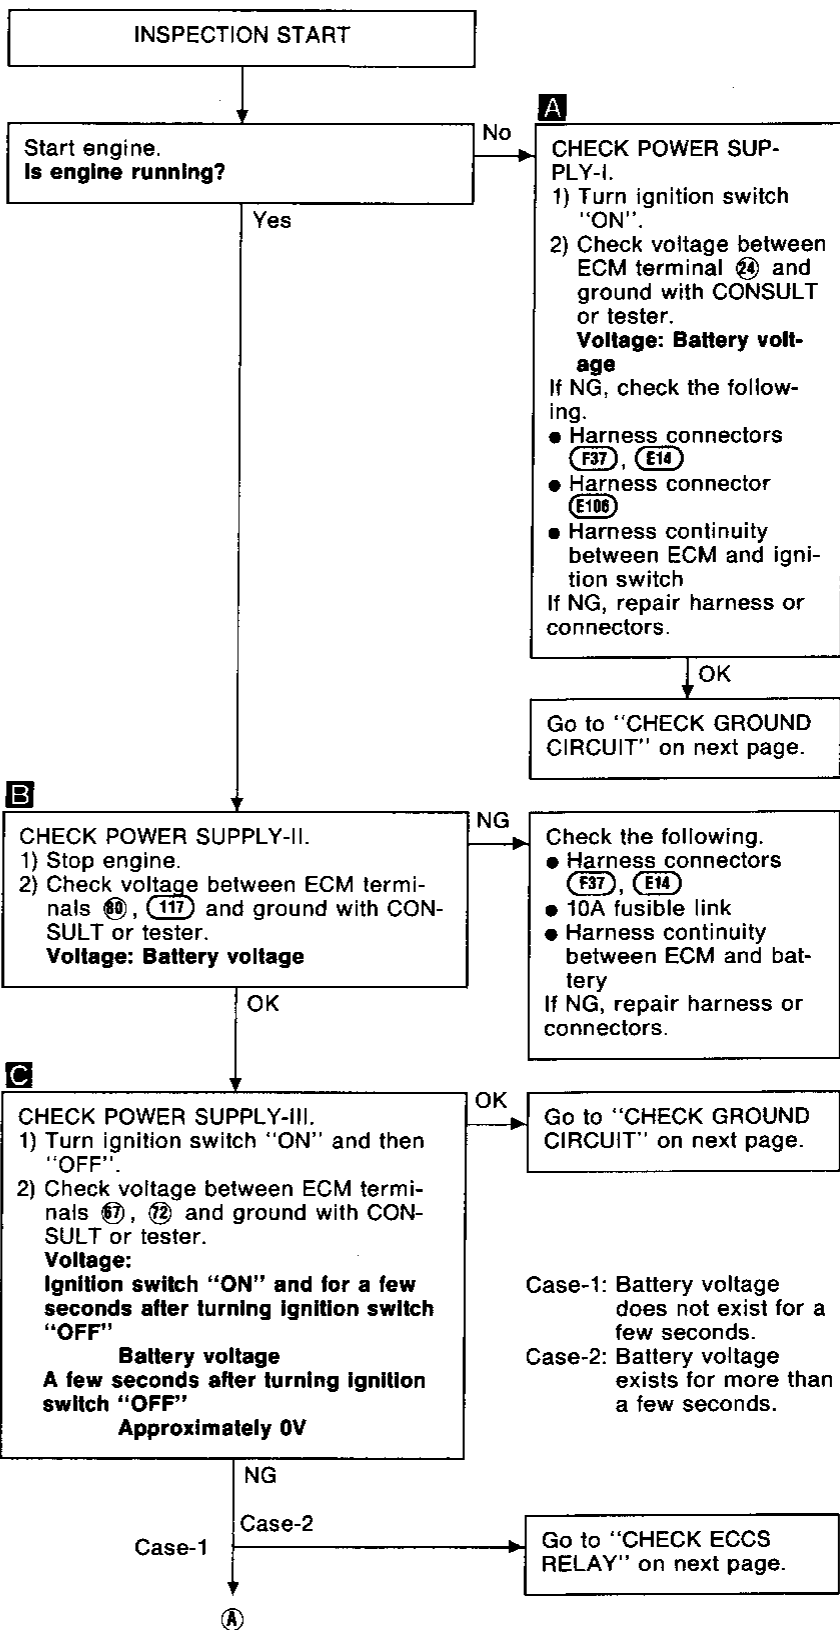 INSPECTION START
Start engine.
Is engine running?
No
Yes
A
CHECK POWER SUP-
PLY-I.
1) Turn ignition switch
"ON".
2) Check voltage between
ECM terminal 24 and
ground with CONSULT
or tester.
Voltage: Battery volt-
age
If NG, check the follow-
ing.
● Harness connectors
F37, E14
● Harness connector
E106
● Harness continuity
between ECM and igni-
tion switch
If NG, repair harness or
connectors.
OK
Go to "CHECK GROUND
CIRCUIT" on next page.
B
CHECK POWER SUPPLY-II.
1) Stop engine.
2) Check voltage between ECM termi-
nals 80, 117 and ground with CON-
SULT or tester.
Voltage: Battery voltage
NG
Check the following.
● Harness connectors
F37, E14
● 10A fusible link
● Harness continuity
between ECM and bat-
tery
If NG, repair harness or
connectors.
OK
C
CHECK POWER SUPPLY-III.
1) Turn ignition switch "ON" and then
"OFF".
2) Check voltage between ECM termi-
nals 67, 72 and ground with CON-
SULT or tester.
Voltage:
Ignition switch "ON" and for a few
seconds after turning ignition switch
"OFF"
Battery voltage
A few seconds after turning ignition
switch "OFF"
Approximately 0V
OK
Go to "CHECK GROUND
CIRCUIT" on next page.
Case-1: Battery voltage
does not exist for a
few seconds.
Case-2: Battery voltage
exists for more than
a few seconds.
NG
Case-2
Case-1
Go to "CHECK ECCS
RELAY" on next page.
A